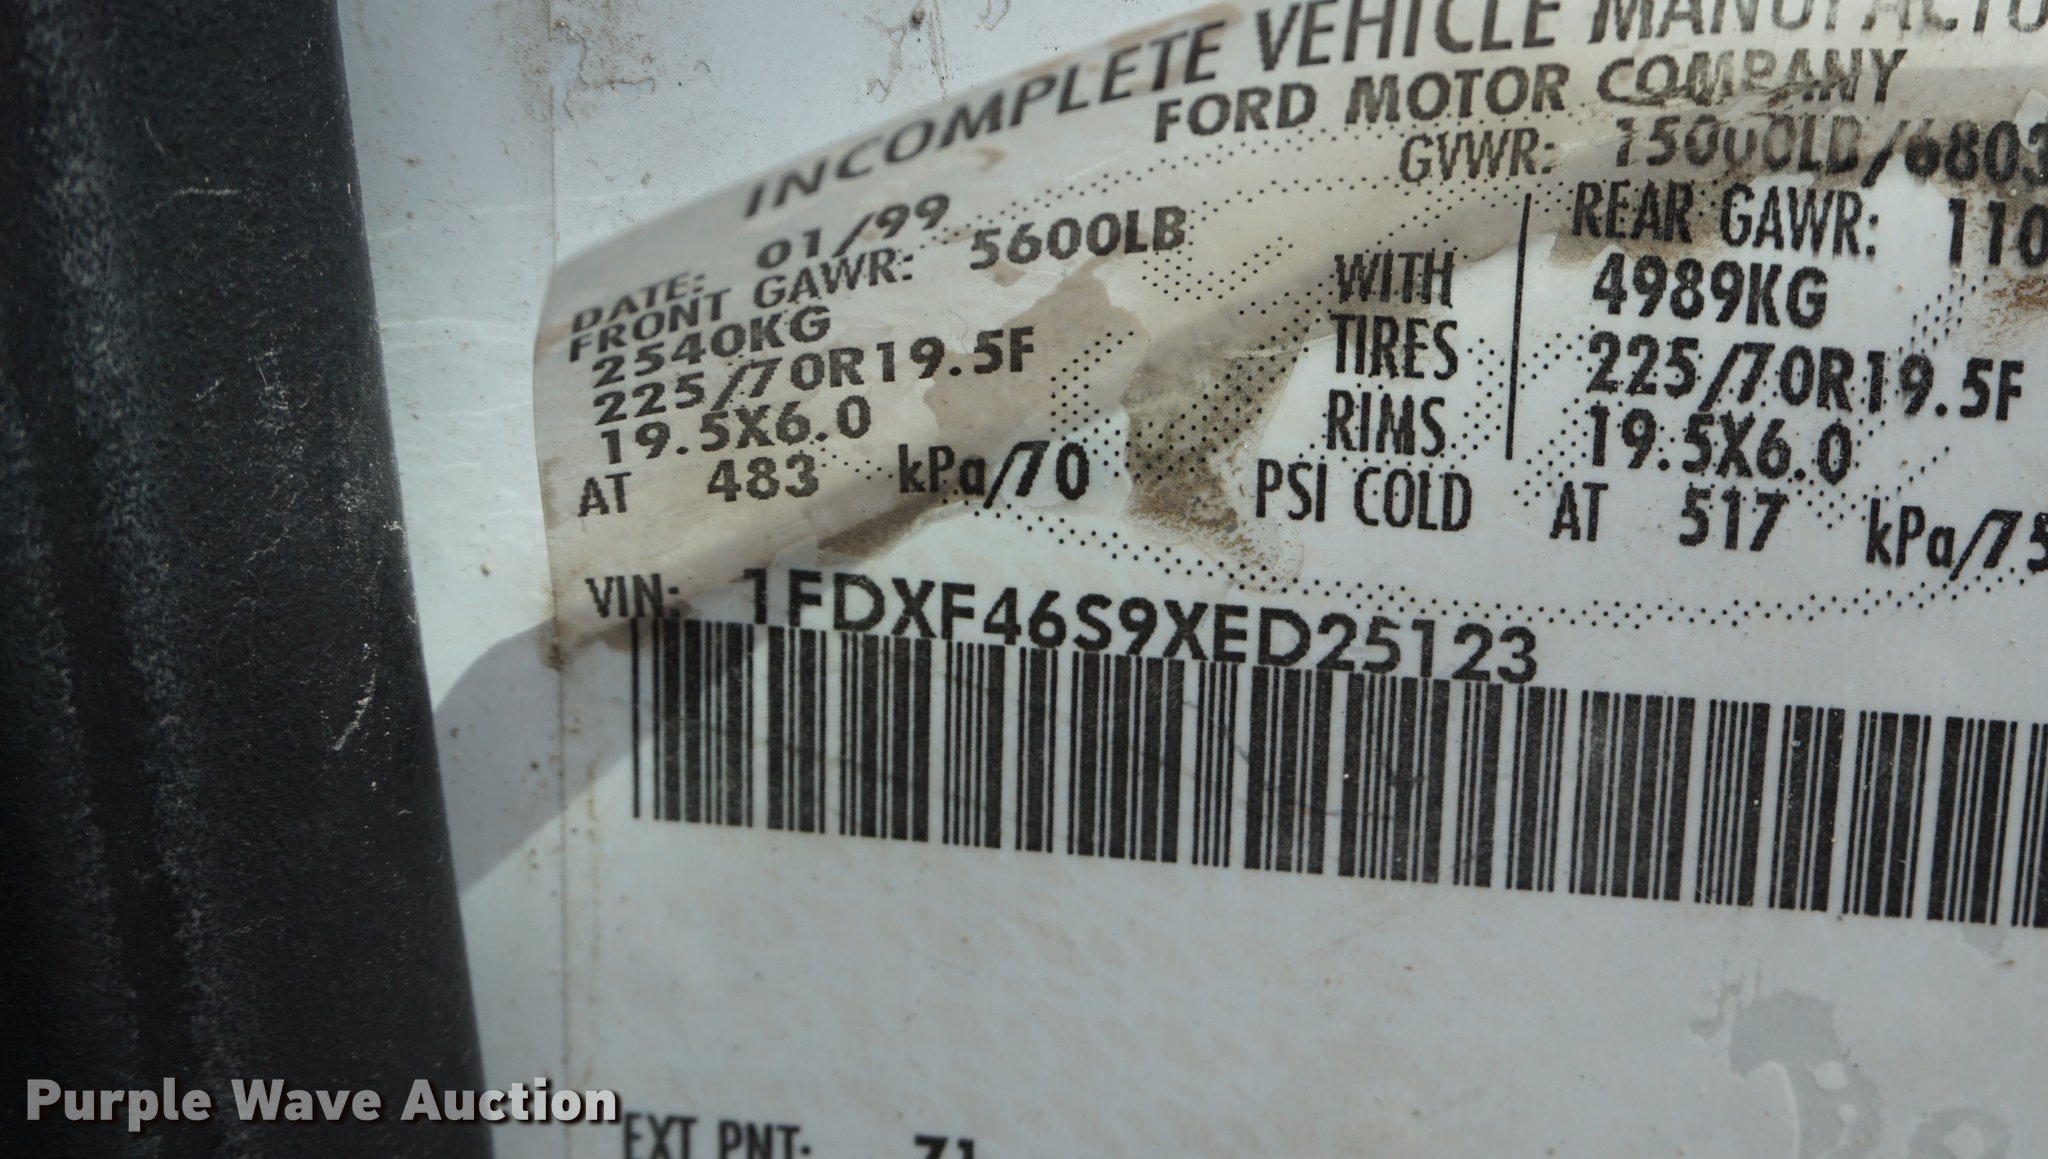 INCOMPLETE VEHICLE MANUFACTU
FORD MOTOR COMPANY
DATE: 01/99 GVWR: 15000LB/6803
FRONT GAWR: 5600LB REAR GAWR: 110
2540KG WITH 4989KG
225/70R19.5F TIRES 225/70R19.5F
19.5X6.0 RIMS 19.5X6.0
AT 483 kPa/70 PSI COLD AT 517 kPa/75
VIN: 1FDXF46S9XED25123
EXT PNT:
Purple Wave Auction